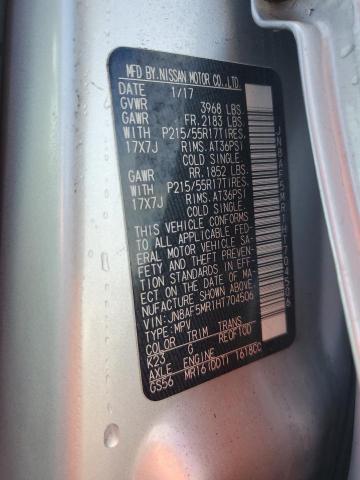 MFD BY.NISSAN MOTOR CO.,LTD
1/17
GVWR 3968 LBS.
GAWR FR. 2183 LBS.
WITH P215/55R17TIRES,
17X7J RIMS. AT36PSI
COLD SINGLE.
GAWR RR. 1852 LBS.
WITH P215/55R17TIRES,
17X7J RIMS. AT36PSI
COLD SINGLE.
THIS VEHICLE CONFORMS
TO ALL APPLICABLE FED-
ERAL MOTOR VEHICLE SA-
FETY AND THEFT PREVEN-
TION STANDARDS IN EFF-
ECT ON THE DATE OF MA-
NUFACTURE SHOWN ABOVE.
VIN:JN8AF5MR1HT704506
TYPE:MPV
COLOR TRIM TRANS
K23 G RE0F10D
AXLE ENGINE
GS56 MR16(DDT) 1618CC
JN8AF5MR1HT704506